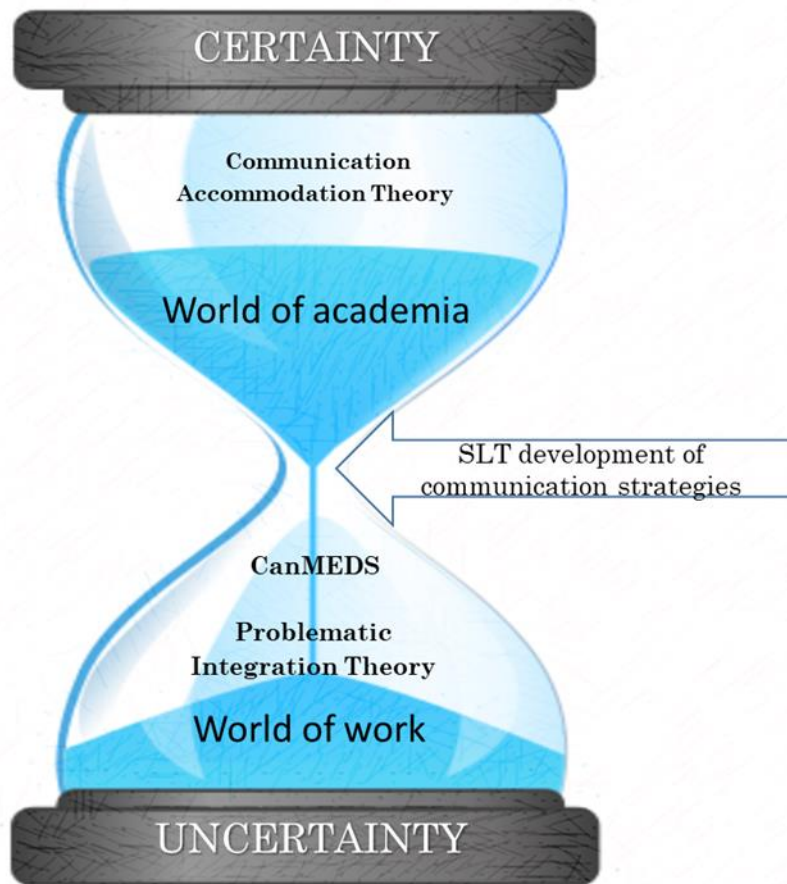 CERTAINTY
Communication
Accommodation Theory
World of academia
SLT development of
communication strategies
CanMEDS
Problematic
Integration Theory
World of work
UNCERTAINTY